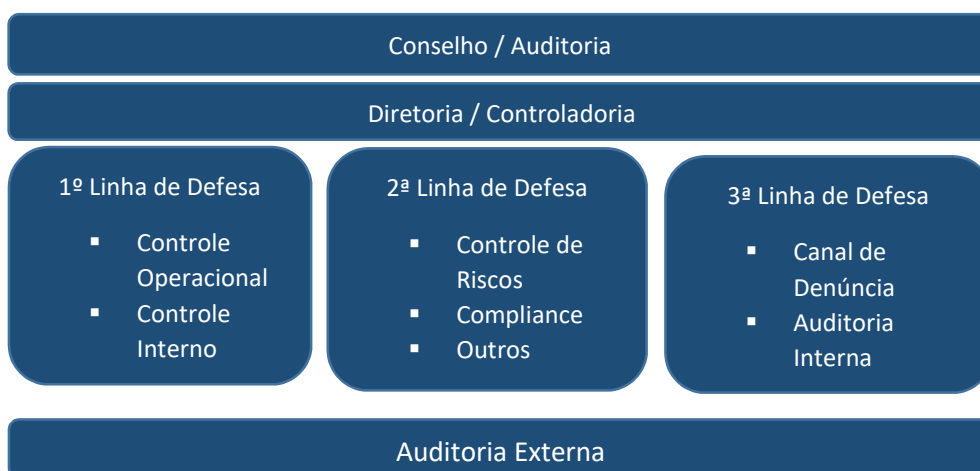 Conselho / Auditoria
Diretoria / Controladoria
1º Linha de Defesa
▪ Controle
Operacional
▪ Controle
Interno
2ª Linha de Defesa
▪ Controle de
Riscos
▪ Compliance
▪ Outros
3ª Linha de Defesa
▪ Canal de
Denúncia
▪ Auditoria
Interna
Auditoria Externa